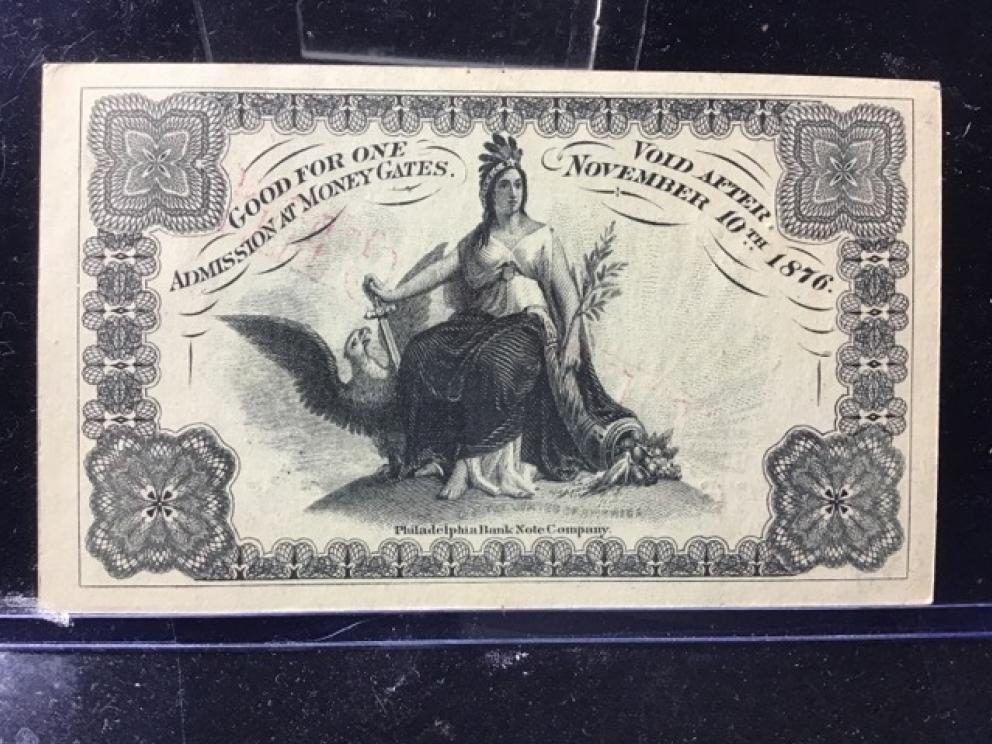 GOOD FOR ONE
ADMISSION AT MONEY GATES.
VOID AFTER
NOVEMBER 10TH 1876.
Philadelphia Bank Note Company.